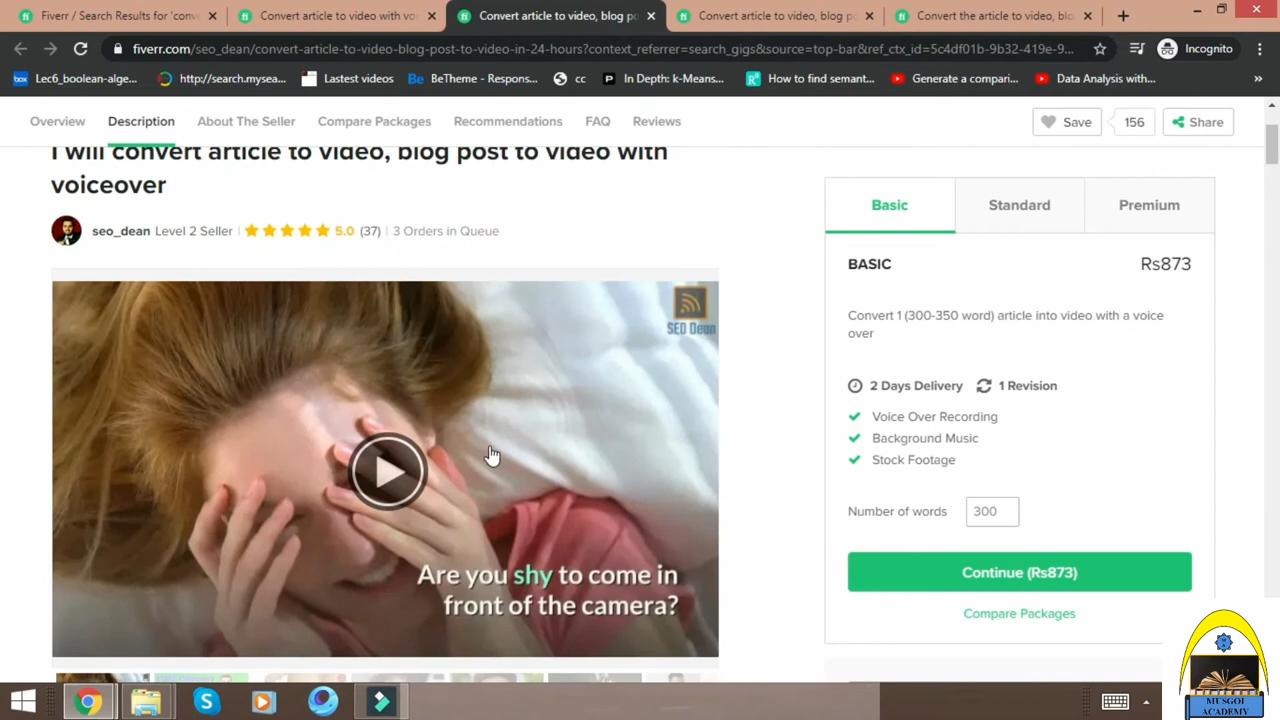 Fiverr / Search Results for 'conve
Convert article to video with vo
Convert article to video, blog po
Convert article to video, blog p
Convert the article to video, blo
fiverr.com/seo_dean/convert-article-to-video-blog-post-to-video-in-24-hours?context_referrer=search_gigs&source=top-bar&ref_ctx_id=5c4df01b-9b32-419e-9...
Incognito
Lec6_boolean-alge...
http://search.mysea...
Lastest videos
BeTheme - Respons...
cc
In Depth: k-Means...
How to find semant...
Generate a compari...
Data Analysis with...
Overview
Description
About The Seller
Compare Packages
Recommendations
FAQ
Reviews
Save
156
Share
I will convert article to video, blog post to video with
voiceover
seo_dean Level 2 Seller 5.0 (37) 3 Orders in Queue
SEO Dean
Are you shy to come in
front of the camera?
Basic
Standard
Premium
BASIC Rs873
Convert 1 (300-350 word) article into video with a voice
over
2 Days Delivery 1 Revision
Voice Over Recording
Background Music
Stock Footage
Number of words 300
Continue (Rs873)
Compare Packages
MUSGOI
ACADEMY